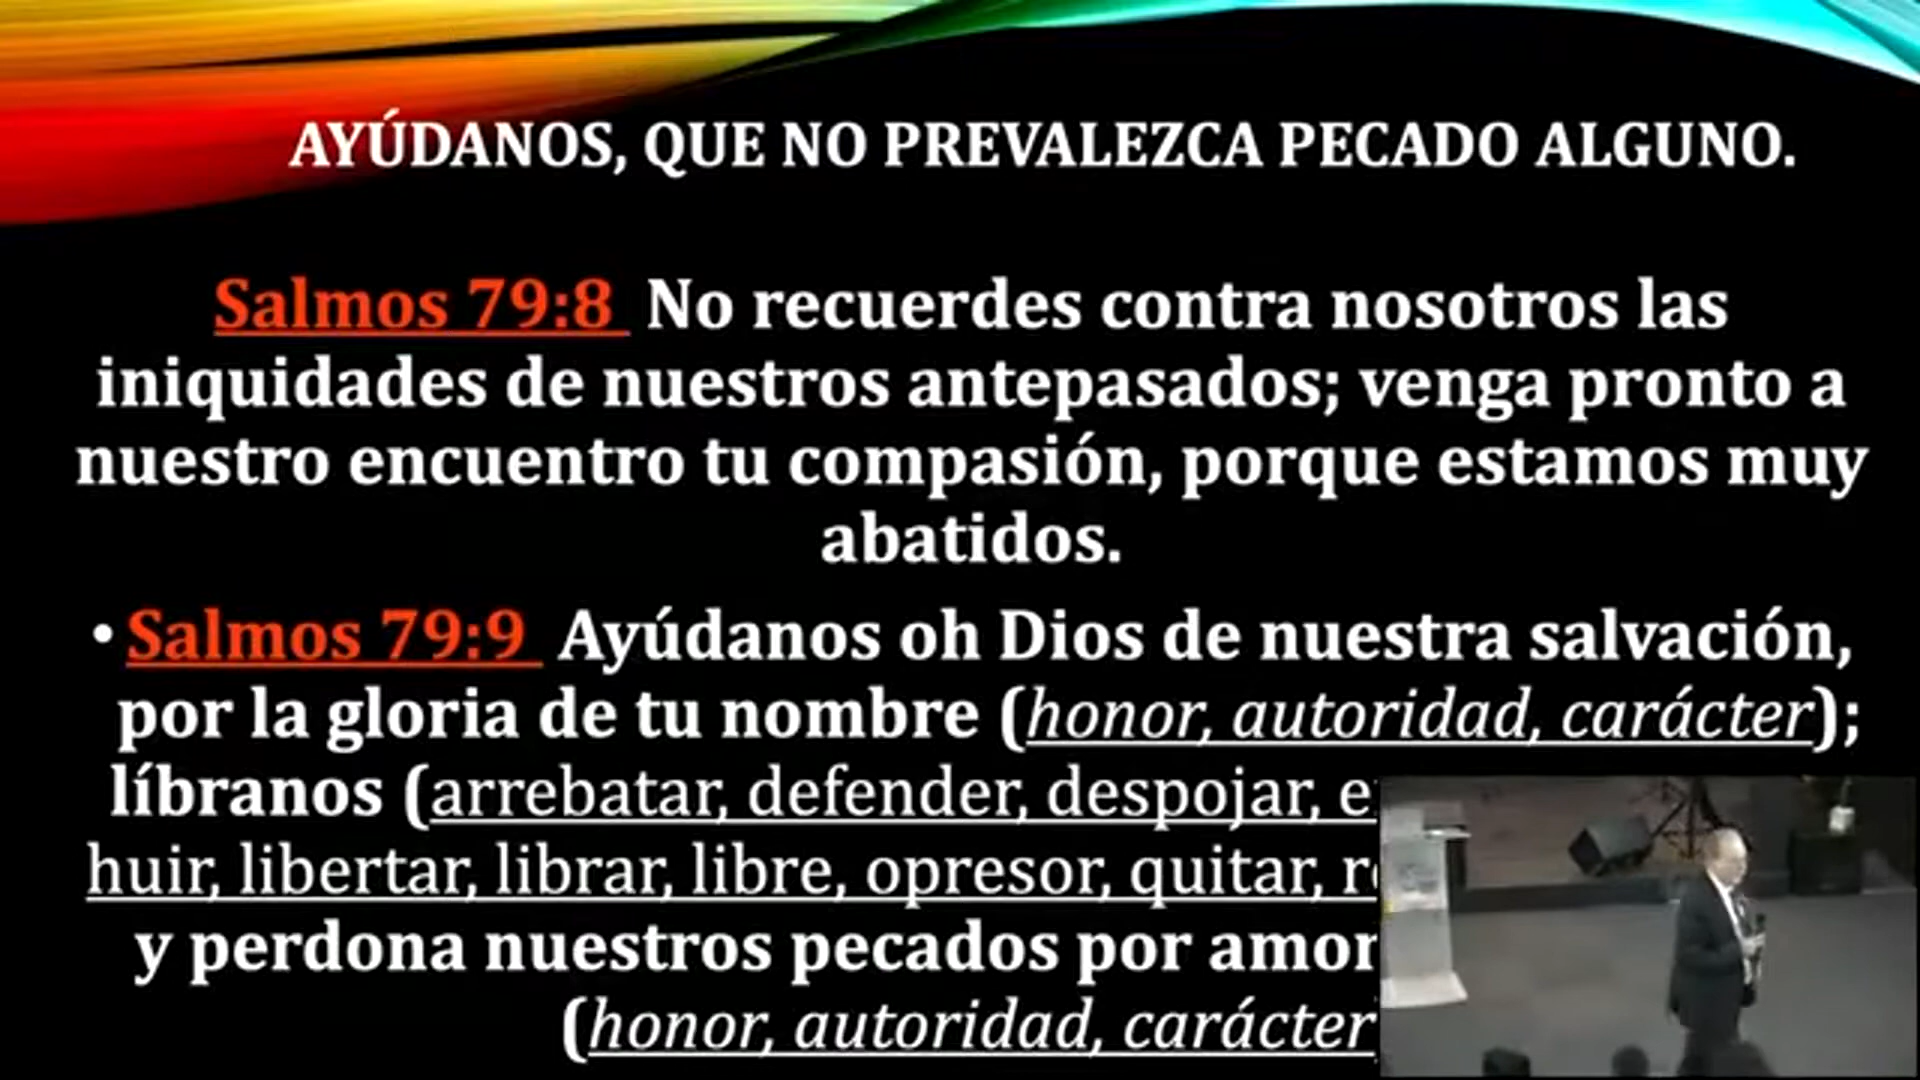 AYÚDANOS, QUE NO PREVALEZCA PECADO ALGUNO.
Salmos 79:8 No recuerdes contra nosotros las
iniquidades de nuestros antepasados; venga pronto a
nuestro encuentro tu compasión, porque estamos muy
abatidos.
• Salmos 79:9 Ayúdanos oh Dios de nuestra salvación,
por la gloria de tu nombre (honor, autoridad, carácter);
líbranos (arrebatar, defender, despojar,
huir, libertar, librar, libre, opresor, quitar,
y perdona nuestros pecados por amor
(honor, autoridad, carácter